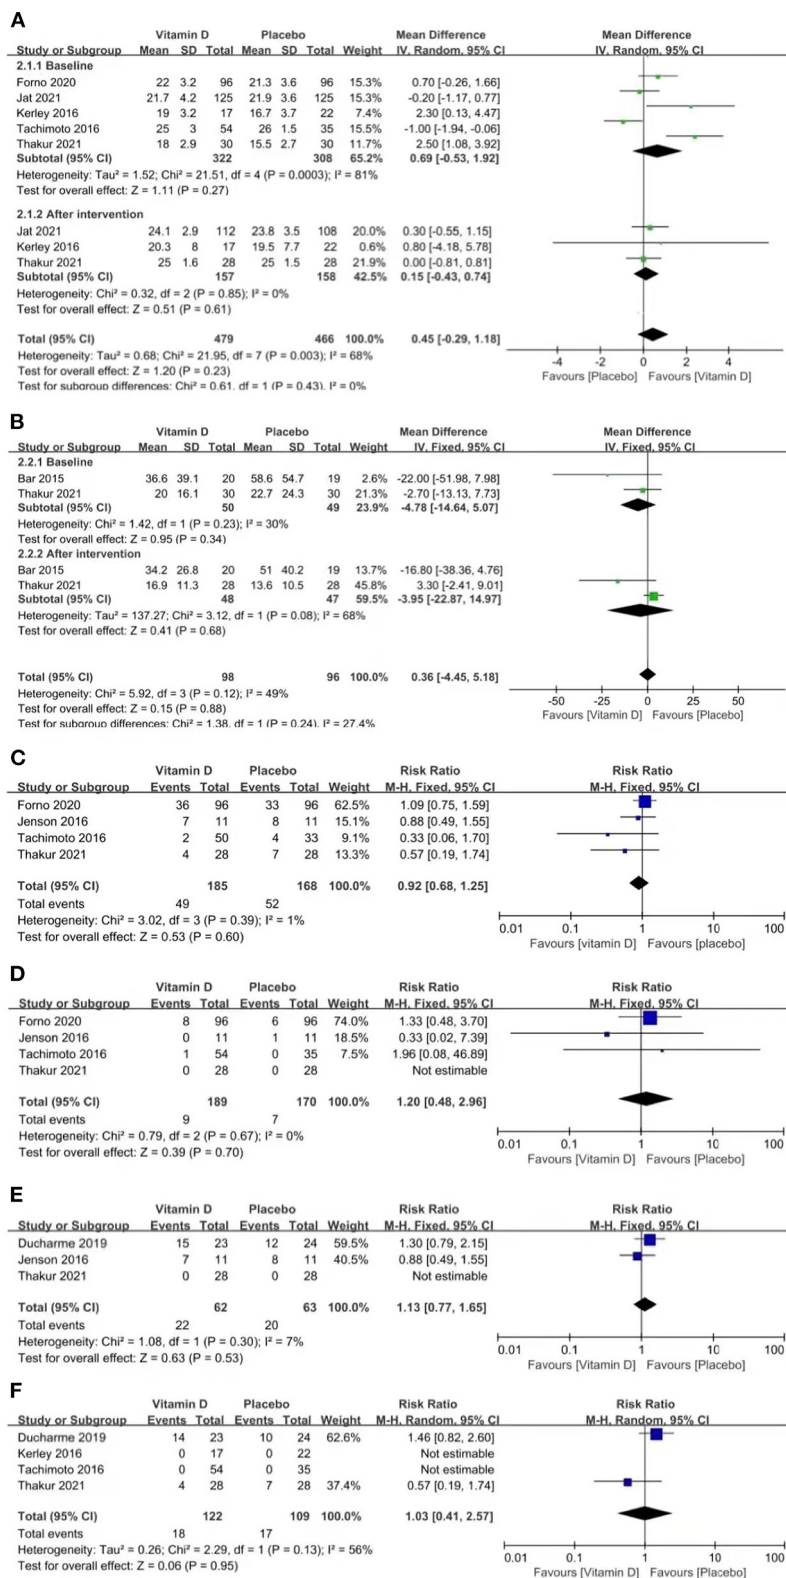 A
Vitamin D Placebo Mean Difference Mean Difference
Study or Subgroup Mean SD Total Mean SD Total Weight IV, Random, 95% CI IV, Random, 95% CI
2.1.1 Baseline
Forno 2020 22 3.2 96 21.3 3.6 96 15.3% 0.70 [-0.26, 1.66]
Jat 2021 21.7 4.2 125 21.9 3.6 125 15.3% -0.20 [-1.17, 0.77]
Kerley 2016 19 3.2 17 16.7 3.7 22 7.4% 2.30 [0.13, 4.47]
Tachimoto 2016 25 3 54 26 1.5 35 15.5% -1.00 [-1.94, -0.06]
Thakur 2021 18 2.9 30 15.5 2.7 30 11.7% 2.50 [1.08, 3.92]
Subtotal (95% CI) 322 308 65.2% 0.69 [-0.53, 1.92]
Heterogeneity: Tau² = 1.52; Chi² = 21.51, df = 4 (P = 0.0003); I² = 81%
Test for overall effect: Z = 1.11 (P = 0.27)
2.1.2 After intervention
Jat 2021 24.1 2.9 112 23.8 3.5 108 20.0% 0.30 [-0.55, 1.15]
Kerley 2016 20.3 8 17 19.5 7.7 22 0.6% 0.80 [-4.18, 5.78]
Thakur 2021 25 1.6 28 25 1.5 28 21.9% 0.00 [-0.81, 0.81]
Subtotal (95% CI) 157 158 42.5% 0.15 [-0.43, 0.74]
Heterogeneity: Chi² = 0.32, df = 2 (P = 0.85); I² = 0%
Test for overall effect: Z = 0.51 (P = 0.61)
Total (95% CI) 479 466 100.0% 0.45 [-0.29, 1.18]
Heterogeneity: Tau² = 0.68; Chi² = 21.95, df = 7 (P = 0.003); I² = 68%
-4 -2 0 2 4
Test for overall effect: Z = 1.20 (P = 0.23)
Favours [Placebo] Favours [Vitamin D]
Test for subgroup differences: Chi² = 0.61, df = 1 (P = 0.43), I² = 0%
B
Vitamin D Placebo Mean Difference Mean Difference
Study or Subgroup Mean SD Total Mean SD Total Weight IV, Fixed, 95% CI IV, Fixed, 95% CI
2.2.1 Baseline
Bar 2015 36.6 39.1 20 58.6 54.7 19 2.6% -22.00 [-51.98, 7.98]
Thakur 2021 20 16.1 30 22.7 24.3 30 21.3% -2.70 [-13.13, 7.73]
Subtotal (95% CI) 50 49 23.9% -4.78 [-14.64, 5.07]
Heterogeneity: Chi² = 1.42, df = 1 (P = 0.23); I² = 30%
Test for overall effect: Z = 0.95 (P = 0.34)
2.2.2 After intervention
Bar 2015 34.2 26.8 20 51 40.2 19 13.7% -16.80 [-38.36, 4.76]
Thakur 2021 16.9 11.3 28 13.6 10.5 28 45.8% 3.30 [-2.41, 9.01]
Subtotal (95% CI) 48 47 59.5% -3.95 [-22.87, 14.97]
Heterogeneity: Tau² = 137.27; Chi² = 3.12, df = 1 (P = 0.08); I² = 68%
Test for overall effect: Z = 0.41 (P = 0.68)
Total (95% CI) 98 96 100.0% 0.36 [-4.45, 5.18]
Heterogeneity: Chi² = 5.92, df = 3 (P = 0.12); I² = 49%
-50 -25 0 25 50
Test for overall effect: Z = 0.15 (P = 0.88)
Favours [Vitamin D] Favours [Placebo]
Test for subgroup differences: Chi² = 1.38, df = 1 (P = 0.24), I² = 27.4%
C
Vitamin D Placebo Risk Ratio Risk Ratio
Study or Subgroup Events Total Events Total Weight M-H, Fixed, 95% CI M-H, Fixed, 95% CI
Forno 2020 36 96 33 96 62.5% 1.09 [0.75, 1.59]
Jenson 2016 7 11 8 11 15.1% 0.88 [0.49, 1.55]
Tachimoto 2016 2 50 4 33 9.1% 0.33 [0.06, 1.70]
Thakur 2021 4 28 7 28 13.3% 0.57 [0.19, 1.74]
Total (95% CI) 185 168 100.0% 0.92 [0.68, 1.25]
Total events 49 52
Heterogeneity: Chi² = 3.02, df = 3 (P = 0.39); I² = 1%
0.01 0.1 1 10 100
Test for overall effect: Z = 0.53 (P = 0.60)
Favours [vitamin D] Favours [placebo]
D
Vitamin D Placebo Risk Ratio Risk Ratio
Study or Subgroup Events Total Events Total Weight M-H, Fixed, 95% CI M-H, Fixed, 95% CI
Forno 2020 8 96 6 96 74.0% 1.33 [0.48, 3.70]
Jenson 2016 0 11 1 11 18.5% 0.33 [0.02, 7.39]
Tachimoto 2016 1 54 0 35 7.5% 1.96 [0.08, 46.89]
Thakur 2021 0 28 0 28 Not estimable
Total (95% CI) 189 170 100.0% 1.20 [0.48, 2.96]
Total events 9 7
Heterogeneity: Chi² = 0.79, df = 2 (P = 0.67); I² = 0%
0.01 0.1 1 10 100
Test for overall effect: Z = 0.39 (P = 0.70)
Favours [Vitamin D] Favours [Placebo]
E
Vitamin D Placebo Risk Ratio Risk Ratio
Study or Subgroup Events Total Events Total Weight M-H, Fixed, 95% CI M-H, Fixed, 95% CI
Ducharme 2019 15 23 12 24 59.5% 1.30 [0.79, 2.15]
Jenson 2016 7 11 8 11 40.5% 0.88 [0.49, 1.55]
Thakur 2021 0 28 0 28 Not estimable
Total (95% CI) 62 63 100.0% 1.13 [0.77, 1.65]
Total events 22 20
Heterogeneity: Chi² = 1.08, df = 1 (P = 0.30); I² = 7%
0.01 0.1 1 10 100
Test for overall effect: Z = 0.63 (P = 0.53)
Favours [Vitamin D] Favours [Placebo]
F
Vitamin D Placebo Risk Ratio Risk Ratio
Study or Subgroup Events Total Events Total Weight M-H, Random, 95% CI M-H, Random, 95% CI
Ducharme 2019 14 23 10 24 62.6% 1.46 [0.82, 2.60]
Kerley 2016 0 17 0 22 Not estimable
Tachimoto 2016 0 54 0 35 Not estimable
Thakur 2021 4 28 7 28 37.4% 0.57 [0.19, 1.74]
Total (95% CI) 122 109 100.0% 1.03 [0.41, 2.57]
Total events 18 17
Heterogeneity: Tau² = 0.26; Chi² = 2.29, df = 1 (P = 0.13); I² = 56%
0.01 0.1 1 10 100
Test for overall effect: Z = 0.06 (P = 0.95)
Favours [Vitamin D] Favours [Placebo]